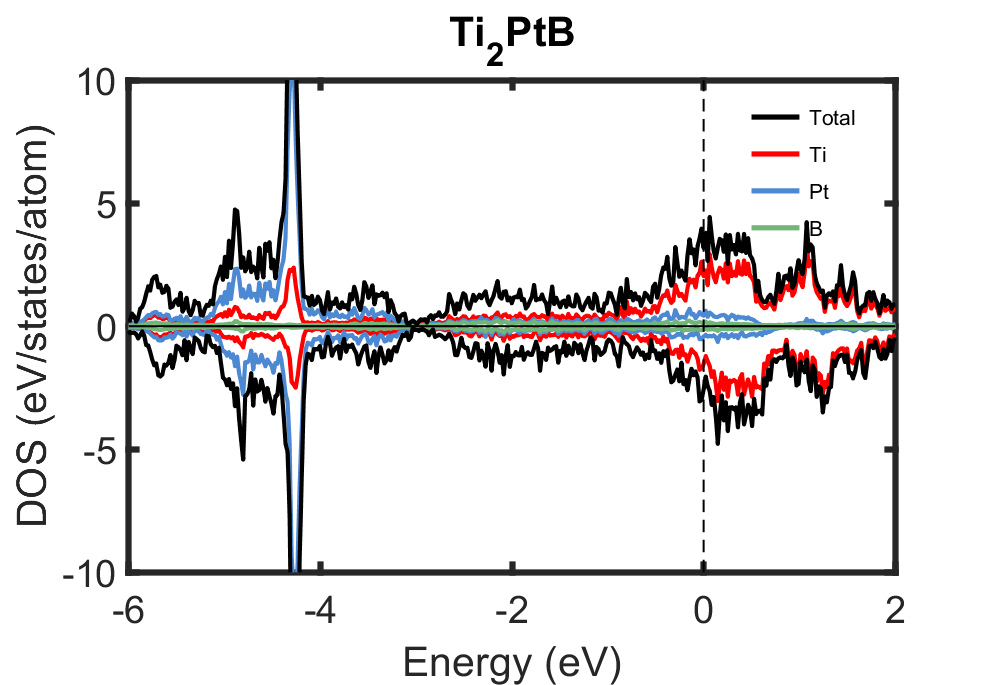 Ti₂PtB
10
5
0
-5
-10
DOS (eV/states/atom)
Total
Ti
Pt
B
-6 -4 -2 0 2
Energy (eV)